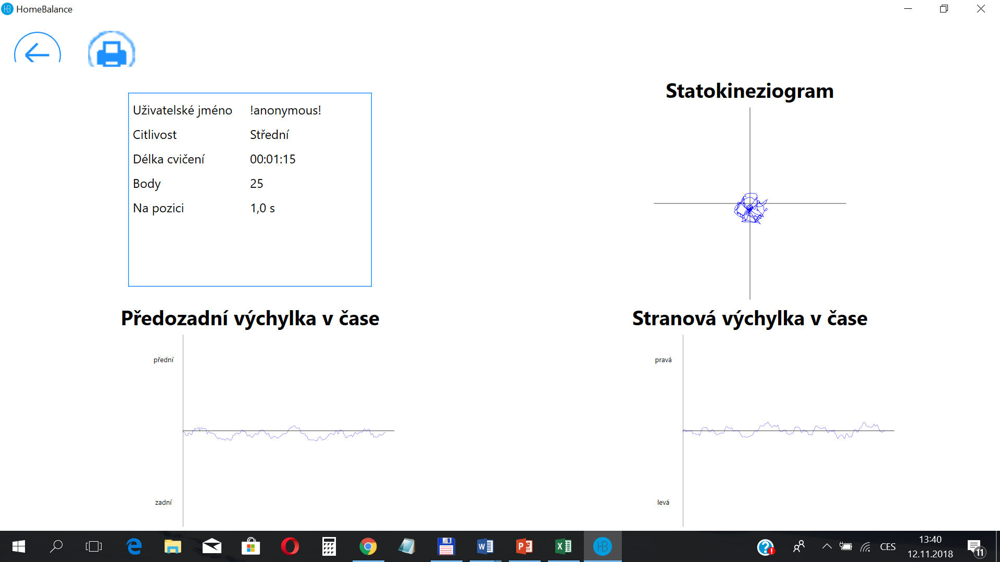 HomeBalance
Uživatelské jméno !anonymous!
Citlivost Střední
Délka cvičení 00:01:15
Body 25
Na pozici 1,0 s
Statokineziogram
Předozadní výchylka v čase
přední
zadní
Stranová výchylka v čase
pravá
levá
CES
13:40
12.11.2018
11